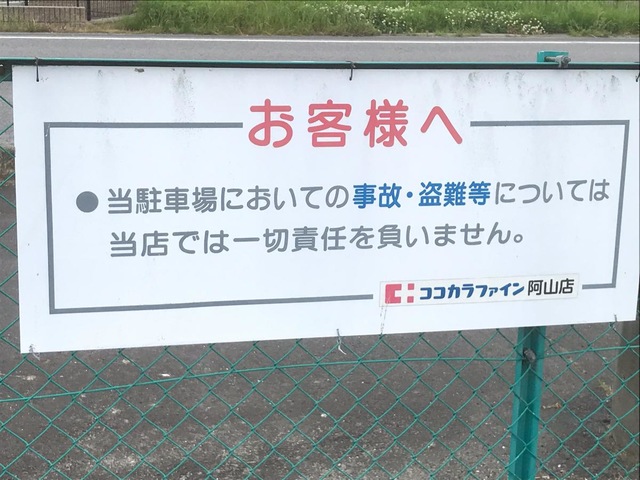 お客様へ
●当駐車場においての事故・盗難等については
当店では一切責任を負いません。
ココカラファイン 阿山店